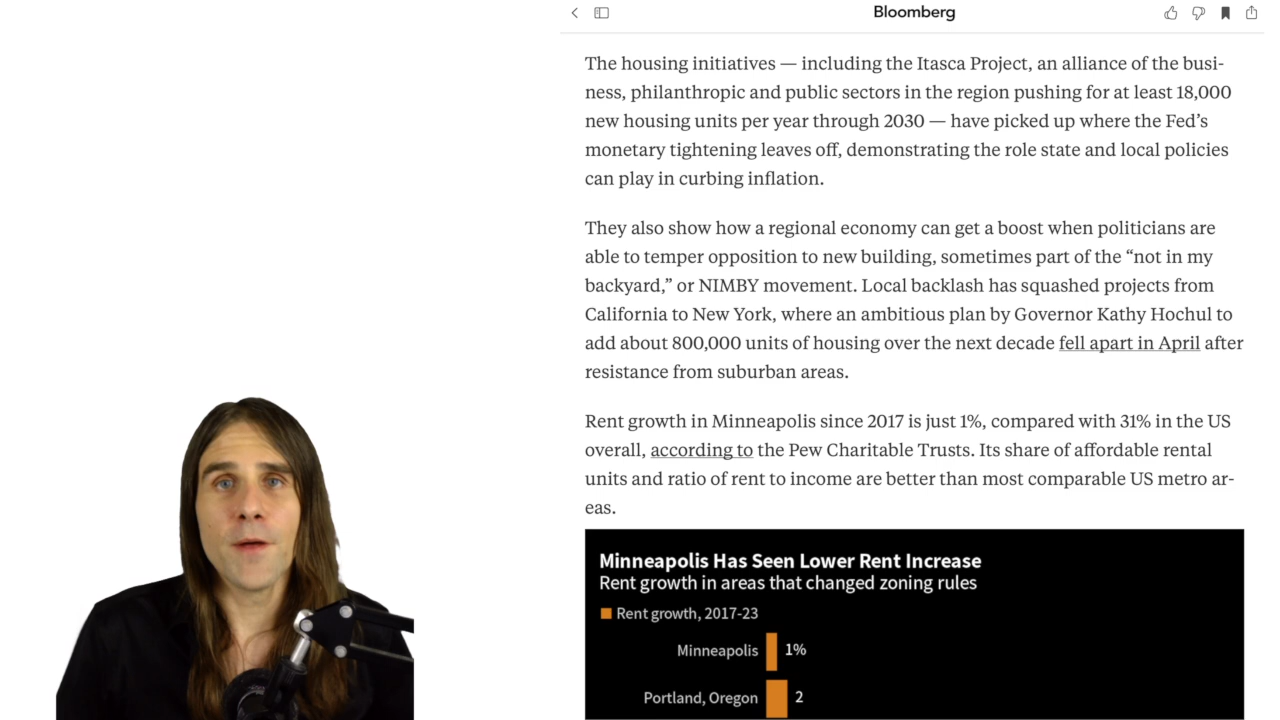 Bloomberg
The housing initiatives — including the Itasca Project, an alliance of the busi-
ness, philanthropic and public sectors in the region pushing for at least 18,000
new housing units per year through 2030 — have picked up where the Fed’s
monetary tightening leaves off, demonstrating the role state and local policies
can play in curbing inflation.
They also show how a regional economy can get a boost when politicians are
able to temper opposition to new building, sometimes part of the “not in my
backyard,” or NIMBY movement. Local backlash has squashed projects from
California to New York, where an ambitious plan by Governor Kathy Hochul to
add about 800,000 units of housing over the next decade fell apart in April after
resistance from suburban areas.
Rent growth in Minneapolis since 2017 is just 1%, compared with 31% in the US
overall, according to the Pew Charitable Trusts. Its share of affordable rental
units and ratio of rent to income are better than most comparable US metro ar-
eas.
Minneapolis Has Seen Lower Rent Increase
Rent growth in areas that changed zoning rules
Rent growth, 2017-23
Minneapolis 1%
Portland, Oregon 2